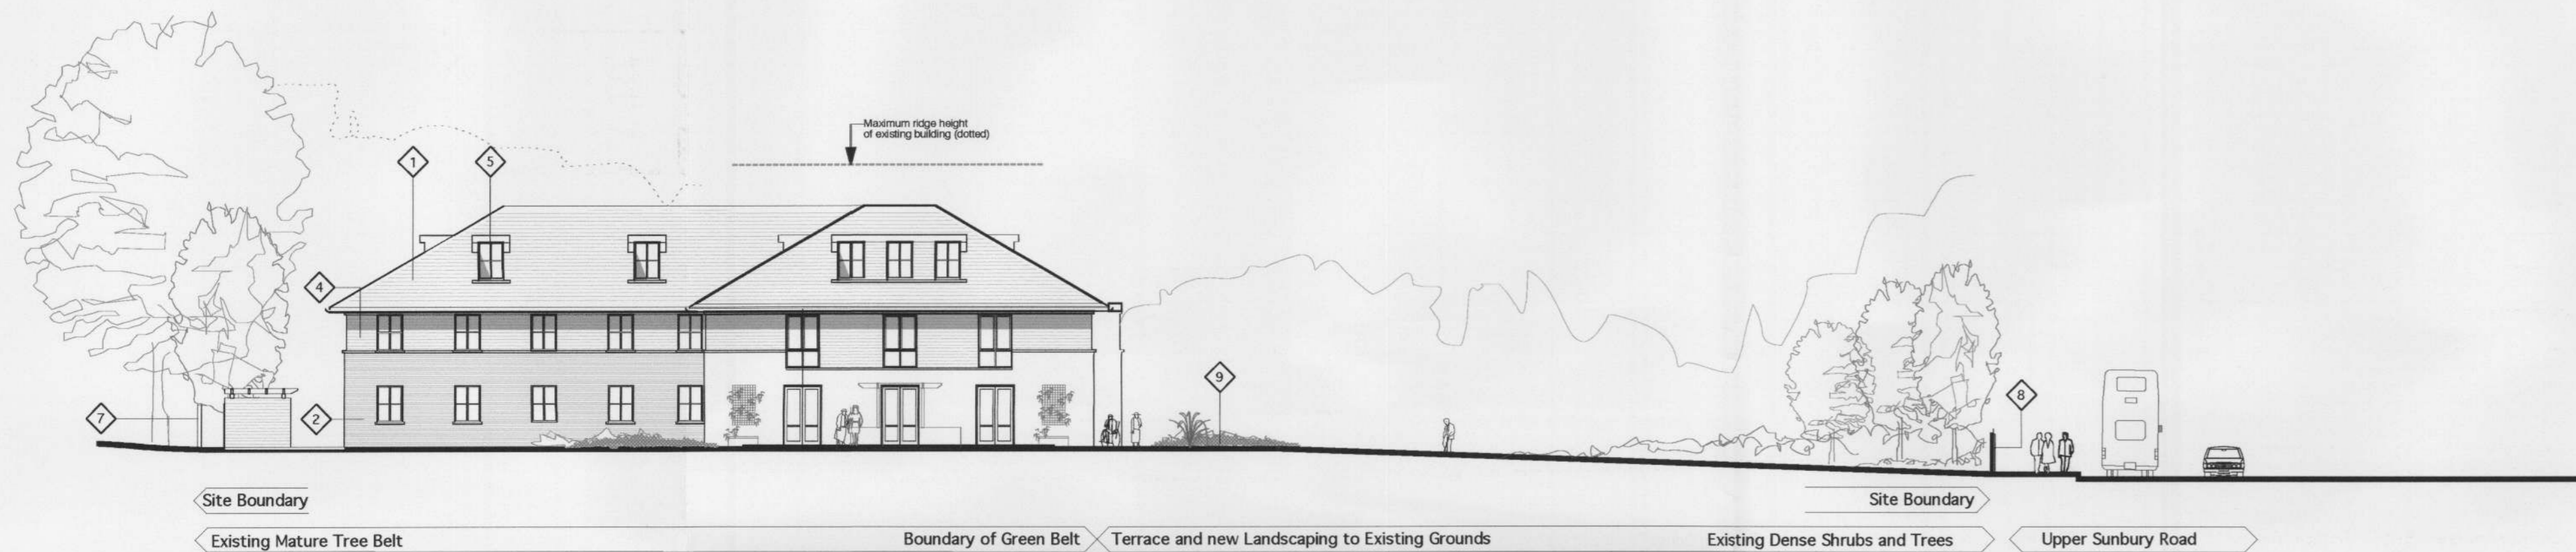 Maximum ridge height
of existing building (dotted)
1
5
4
9
8
7
2
Site Boundary
Site Boundary
Existing Mature Tree Belt
Boundary of Green Belt
Terrace and new Landscaping to Existing Grounds
Existing Dense Shrubs and Trees
Upper Sunbury Road